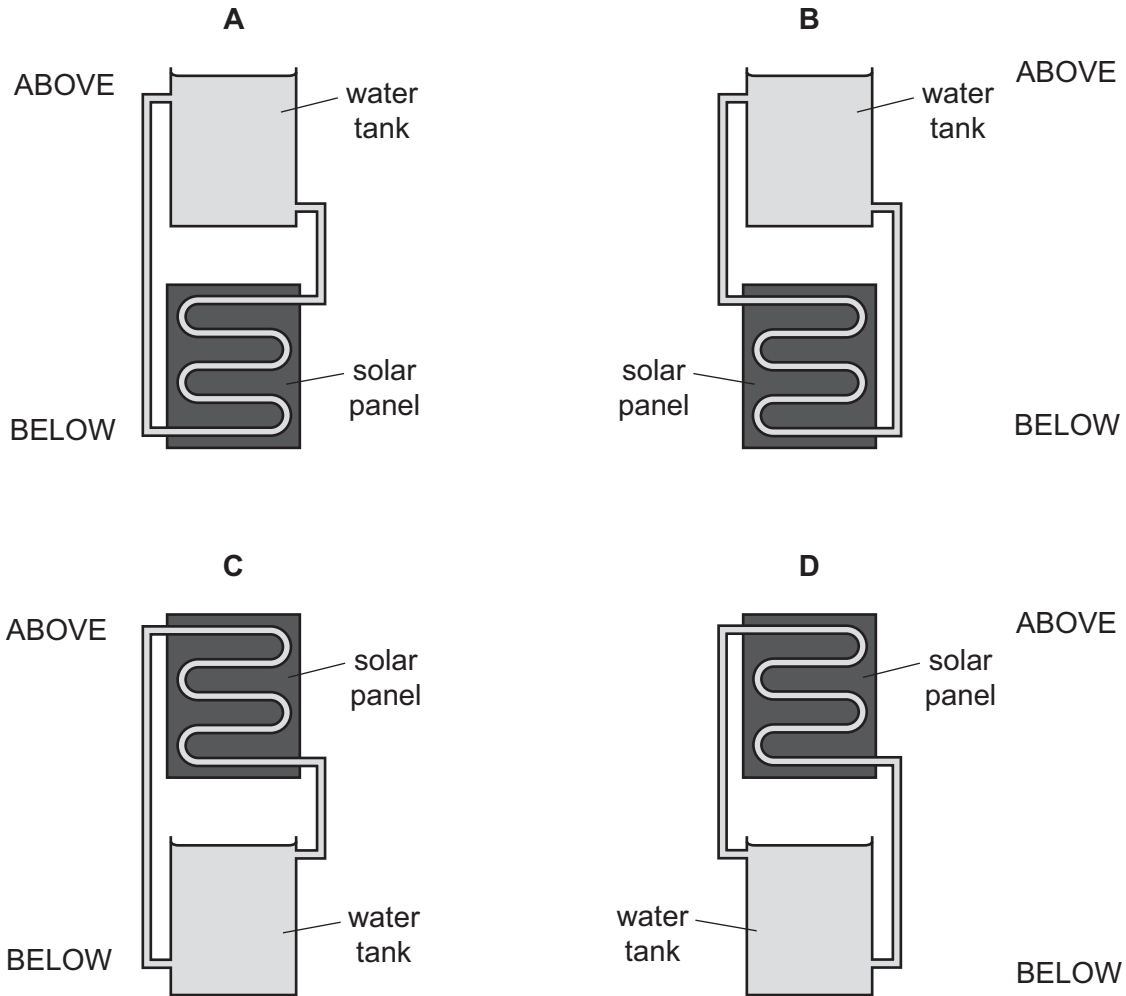 A
ABOVE
water
tank
solar
panel
BELOW
B
ABOVE
water
tank
solar
panel
BELOW
C
ABOVE
solar
panel
water
tank
BELOW
D
ABOVE
solar
panel
water
tank
BELOW